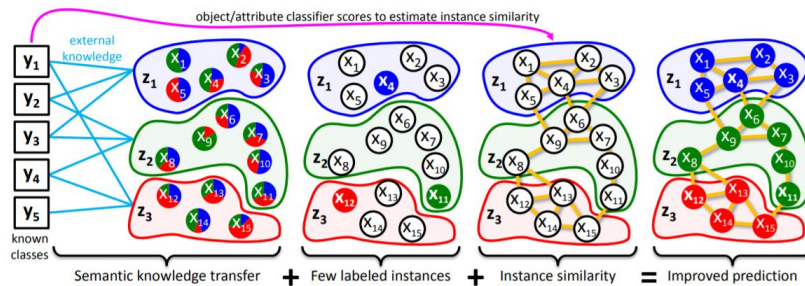 object/attribute classifier scores to estimate instance similarity
external knowledge
y1
y2
y3
y4
y5
known classes
z1
x1
x2
x3
x4
x5
z2
x6
x7
x8
x9
x10
x11
z3
x12
x13
x14
x15
Semantic knowledge transfer
+
z1
x1
x2
x3
x4
x5
z2
x6
x7
x8
x9
x10
x11
z3
x12
x13
x14
x15
Few labeled instances
+
z1
x1
x2
x3
x4
x5
z2
x6
x7
x8
x9
x10
x11
z3
x12
x13
x14
x15
Instance similarity
=
x1
x2
x3
x4
x5
x6
x7
x8
x9
x10
x11
x12
x13
x14
x15
Improved prediction